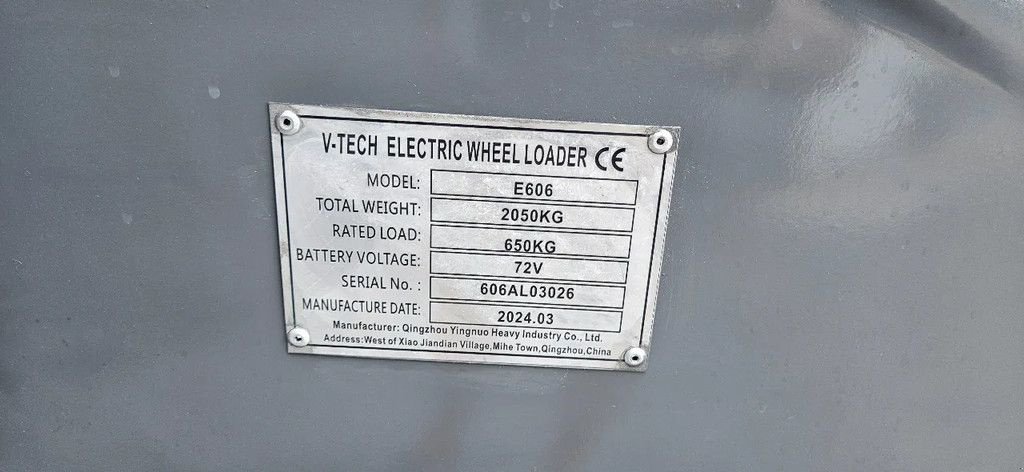 V-TECH ELECTRIC WHEEL LOADER CE
MODEL: E606
TOTAL WEIGHT: 2050KG
RATED LOAD: 650KG
BATTERY VOLTAGE: 72V
SERIAL No. : 606AL03026
MANUFACTURE DATE: 2024.03
Manufacturer: Qingzhou Yingnuo Heavy Industry Co., Ltd.
Address:West of Xiao Jiandian Village,Mihe Town,Qingzhou,China